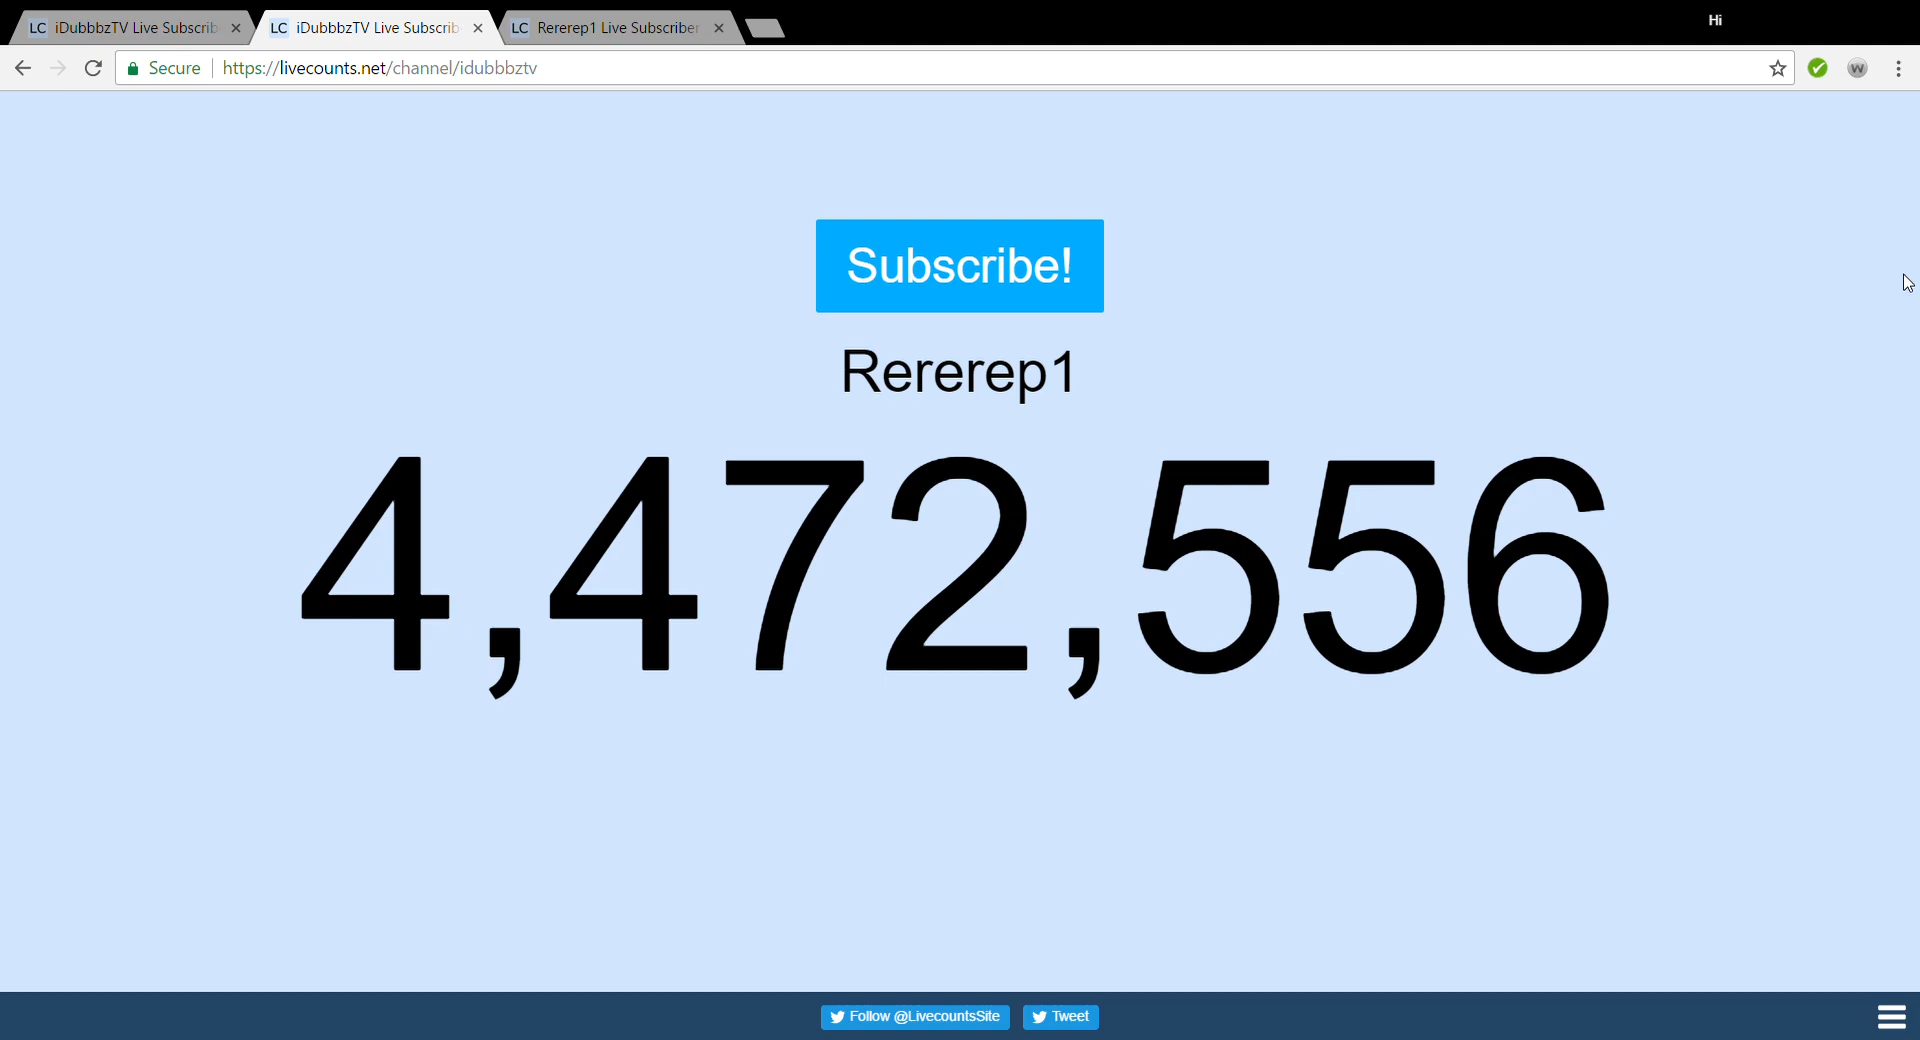 LC iDubbbzTV Live Subscrib
LC iDubbbzTV Live Subscrib
LC Rererep1 Live Subscriber
Hi
Secure https://livecounts.net/channel/idubbbztv
W
Subscribe!
Rererep1
4,472,556
Follow @LivecountsSite
Tweet